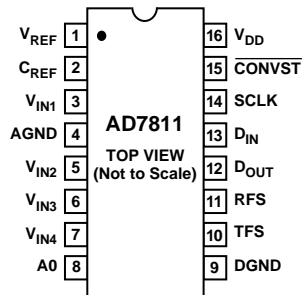 VREF 1 16 VDD
CREF 2 15 CONVST
VIN1 3 14 SCLK
AGND 4 AD7811 13 DIN
TOP VIEW
VIN2 5 (Not to Scale) 12 DOUT
VIN3 6 11 RFS
VIN4 7 10 TFS
A0 8 9 DGND